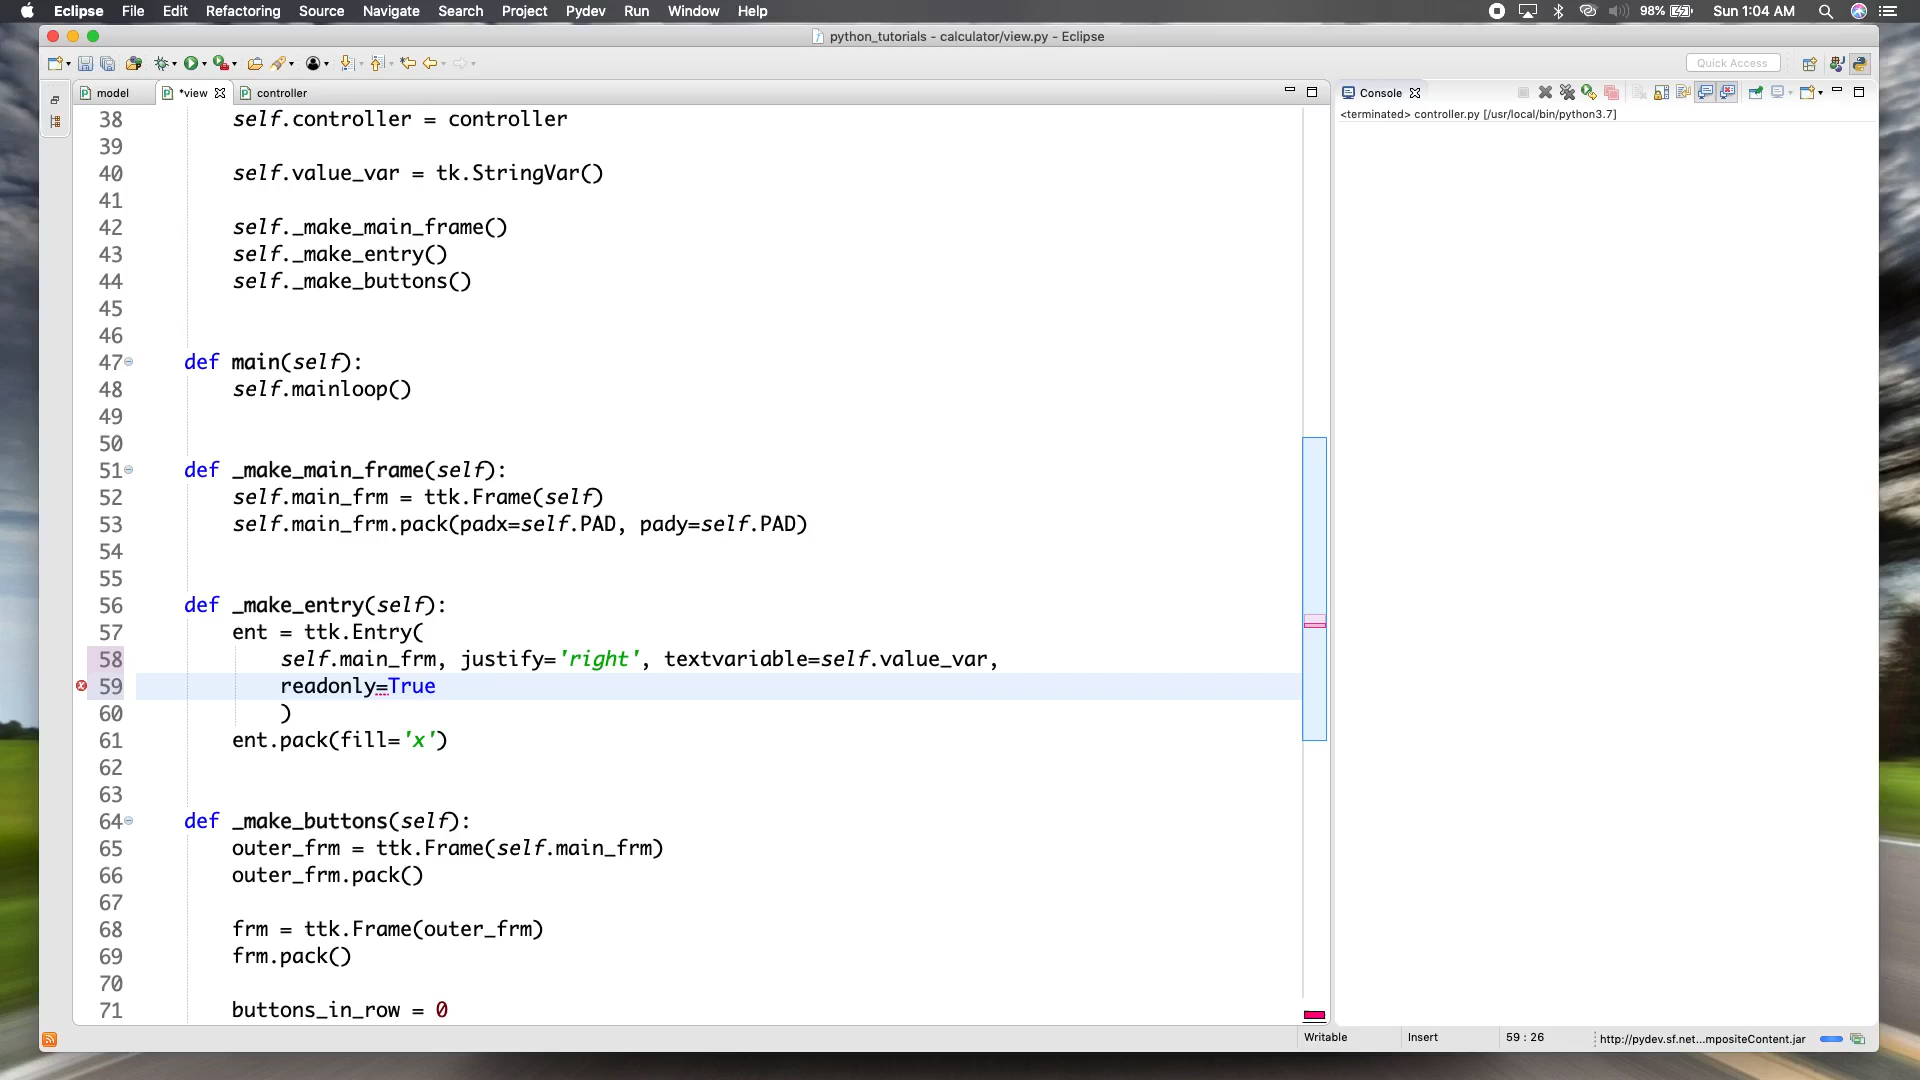 Eclipse File Edit Refactoring Source Navigate Search Project Pydev Run Window Help 98% Sun 1:04 AM
python_tutorials - calculator/view.py - Eclipse
Quick Access
model *view controller Console
<terminated> controller.py [/usr/local/bin/python3.7]
38 self.controller = controller
39
40 self.value_var = tk.StringVar()
41
42 self._make_main_frame()
43 self._make_entry()
44 self._make_buttons()
45
46
47 def main(self):
48 self.mainloop()
49
50
51 def _make_main_frame(self):
52 self.main_frm = ttk.Frame(self)
53 self.main_frm.pack(padx=self.PAD, pady=self.PAD)
54
55
56 def _make_entry(self):
57 ent = ttk.Entry(
58 self.main_frm, justify='right', textvariable=self.value_var,
59 readonly=True
60 )
61 ent.pack(fill='x')
62
63
64 def _make_buttons(self):
65 outer_frm = ttk.Frame(self.main_frm)
66 outer_frm.pack()
67
68 frm = ttk.Frame(outer_frm)
69 frm.pack()
70
71 buttons_in_row = 0
Writable Insert 59 : 26 http://pydev.sf.net...mpositeContent.jar